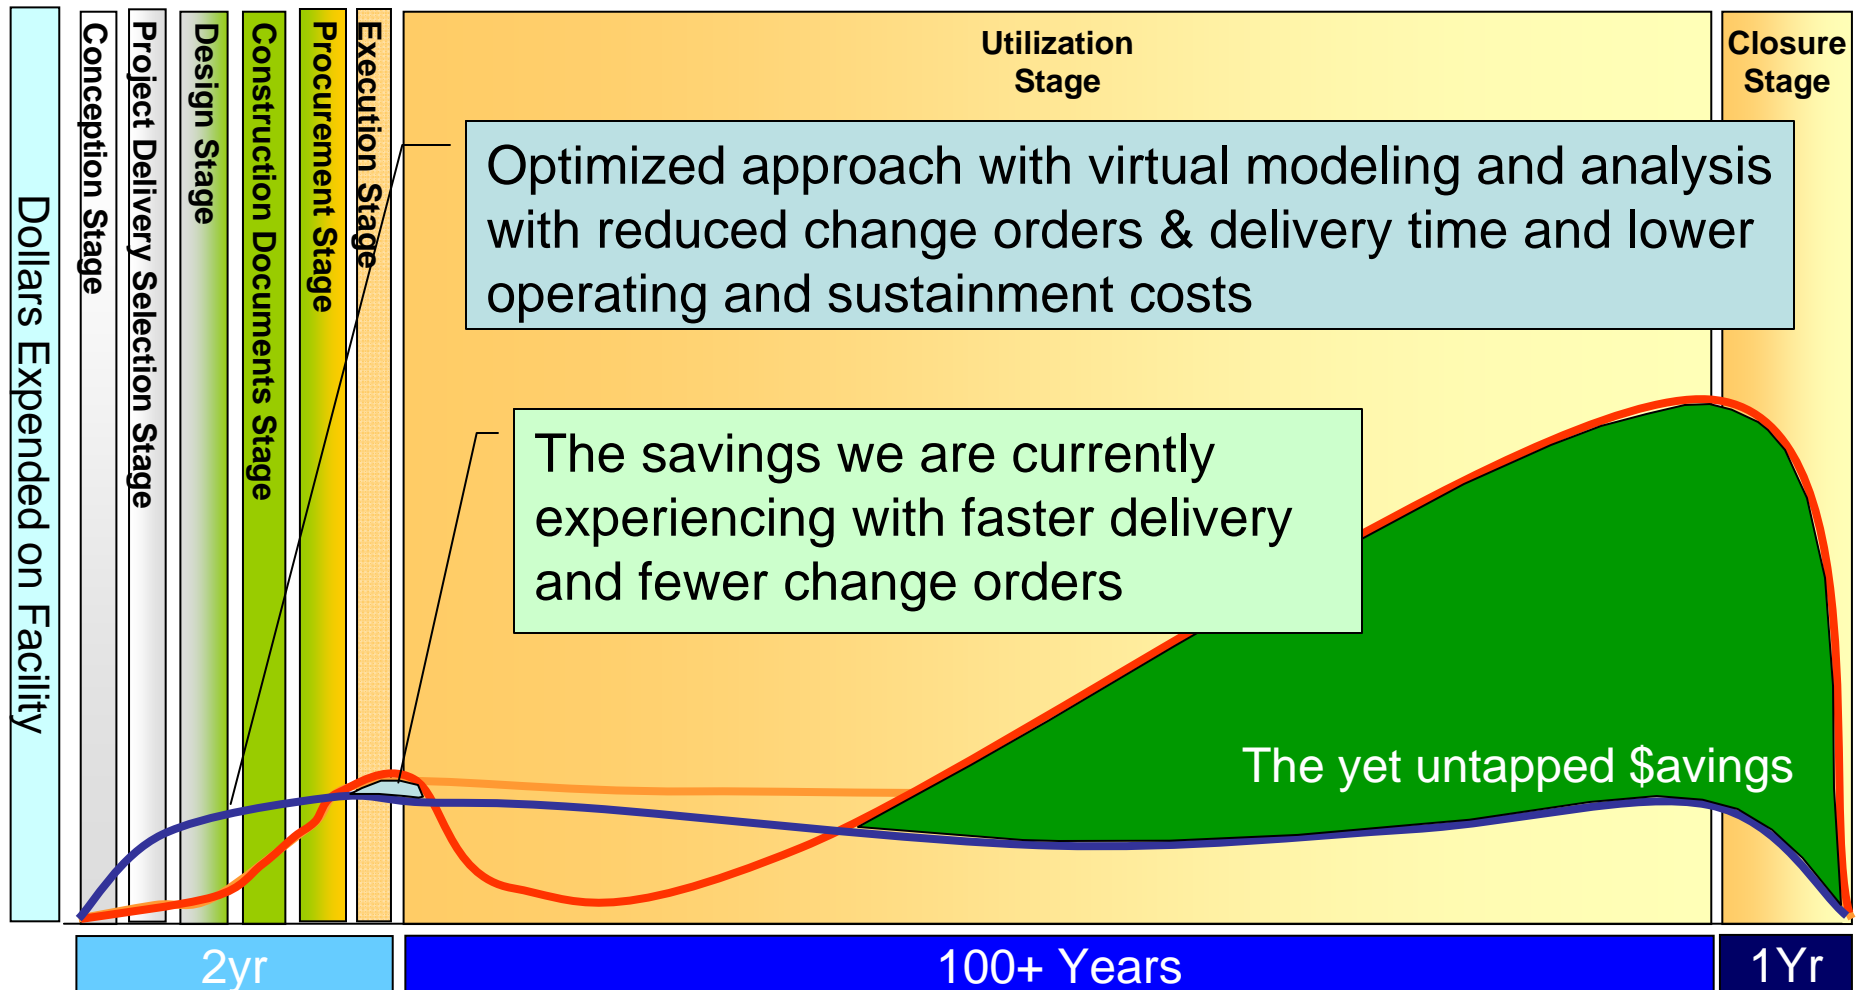 Dollars Expended on Facility
Conception Stage
Project Delivery Selection Stage
Design Stage
Construction Documents Stage
Procurement Stage
Execution Stage
Utilization
Stage
Closure
Stage
Optimized approach with virtual modeling and analysis
with reduced change orders & delivery time and lower
operating and sustainment costs
The savings we are currently
experiencing with faster delivery
and fewer change orders
The yet untapped $avings
2yr
100+ Years
1Yr